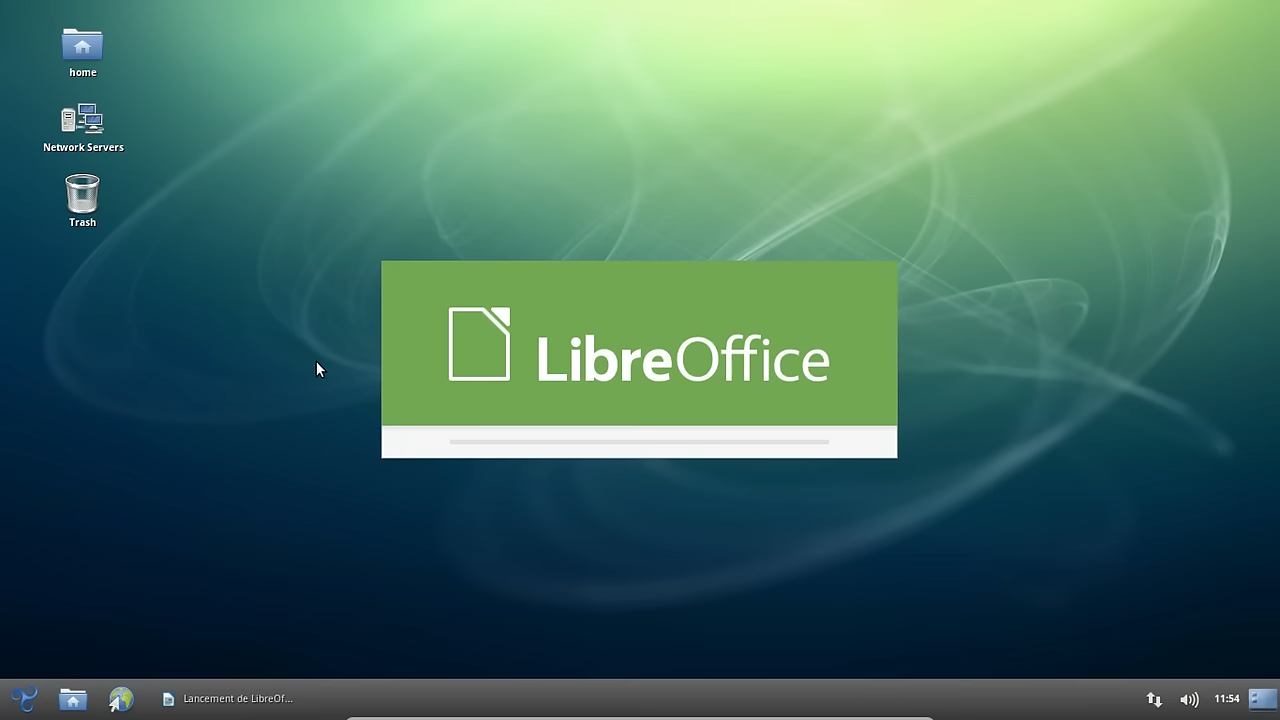 home
Network Servers
Trash
LibreOffice
Lancement de LibreOf...
11:54